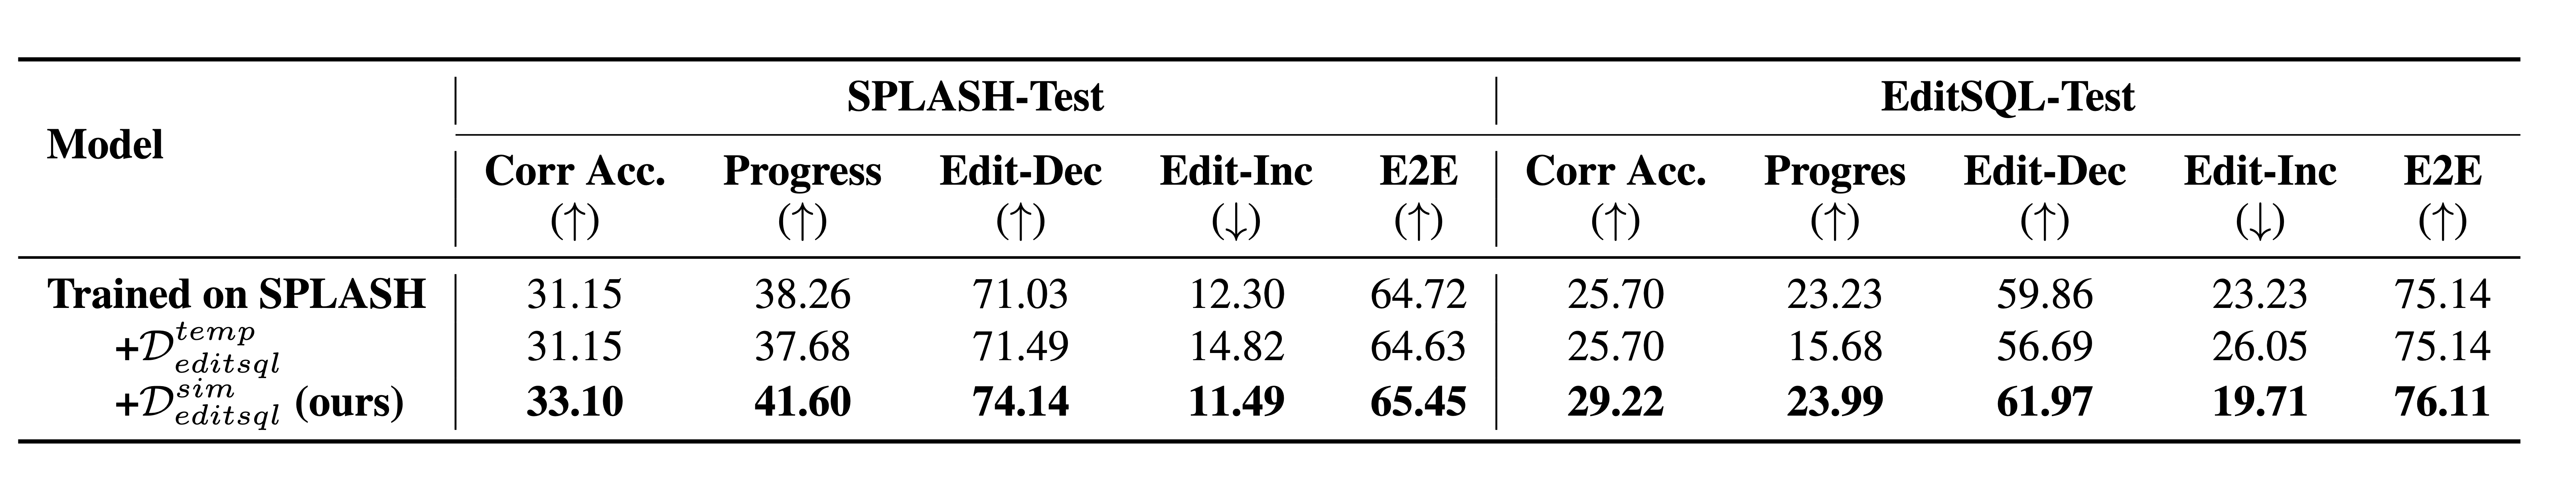 SPLASH-Test EditSQL-Test
Model
Corr Acc. Progress Edit-Dec Edit-Inc E2E Corr Acc. Progres Edit-Dec Edit-Inc E2E
(↑) (↑) (↑) (↓) (↑) (↑) (↑) (↑) (↓) (↑)
Trained on SPLASH 31.15 38.26 71.03 12.30 64.72 25.70 23.23 59.86 23.23 75.14
+𝒟^{temp}_{editsql} 31.15 37.68 71.49 14.82 64.63 25.70 15.68 56.69 26.05 75.14
+𝒟^{sim}_{editsql} (ours) 33.10 41.60 74.14 11.49 65.45 29.22 23.99 61.97 19.71 76.11